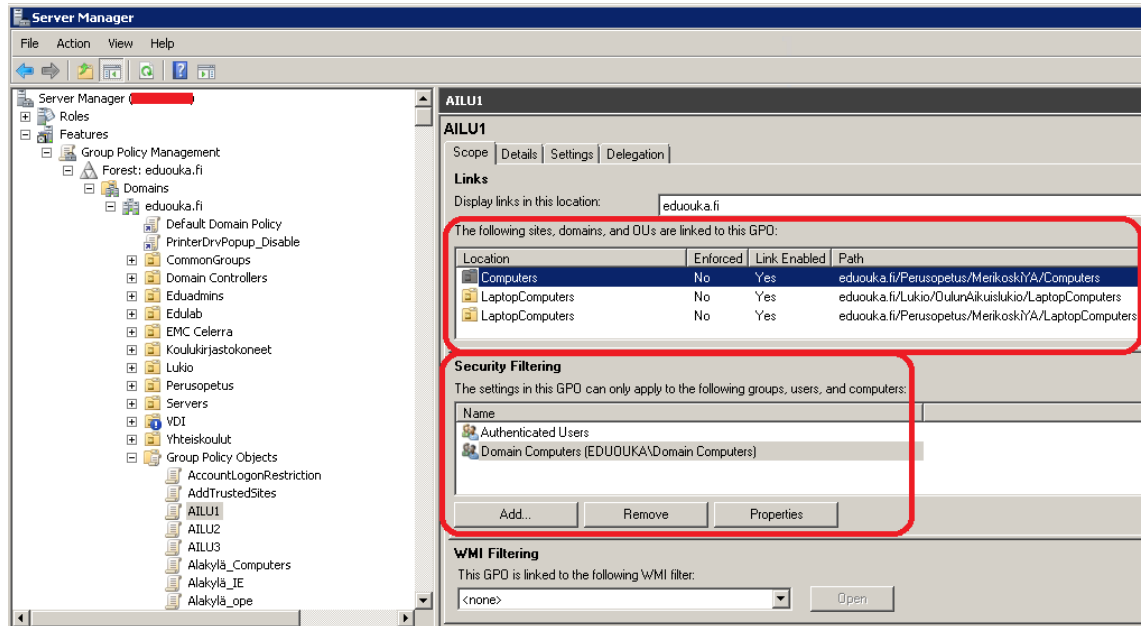 Server Manager
File Action View Help
Server Manager (
Roles
Features
Group Policy Management
Forest: eduouka.fi
Domains
eduouka.fi
Default Domain Policy
PrinterDrvPopup_Disable
CommonGroups
Domain Controllers
Eduadmins
Edulab
EMC Celerra
Koulukirjastokoneet
Lukio
Perusopetus
Servers
VDI
Yhteiskoulut
Group Policy Objects
AccountLogonRestriction
AddTrustedSites
AILU1
AILU2
AILU3
Alakylä_Computers
Alakylä_IE
Alakylä_ope
AILU1
AILU1
Scope Details Settings Delegation
Links
Display links in this location: eduouka.fi
The following sites, domains, and OUs are linked to this GPO:
Location Enforced Link Enabled Path
Computers No Yes eduouka.fi/Perusopetus/MerikoskiYA/Computers
LaptopComputers No Yes eduouka.fi/Lukio/OulunAikuislukio/LaptopComputers
LaptopComputers No Yes eduouka.fi/Perusopetus/MerikoskiYA/LaptopComputers
Security Filtering
The settings in this GPO can only apply to the following groups, users, and computers:
Name
Authenticated Users
Domain Computers (EDUOUKA\Domain Computers)
Add... Remove Properties
WMI Filtering
This GPO is linked to the following WMI filter:
<none> Open